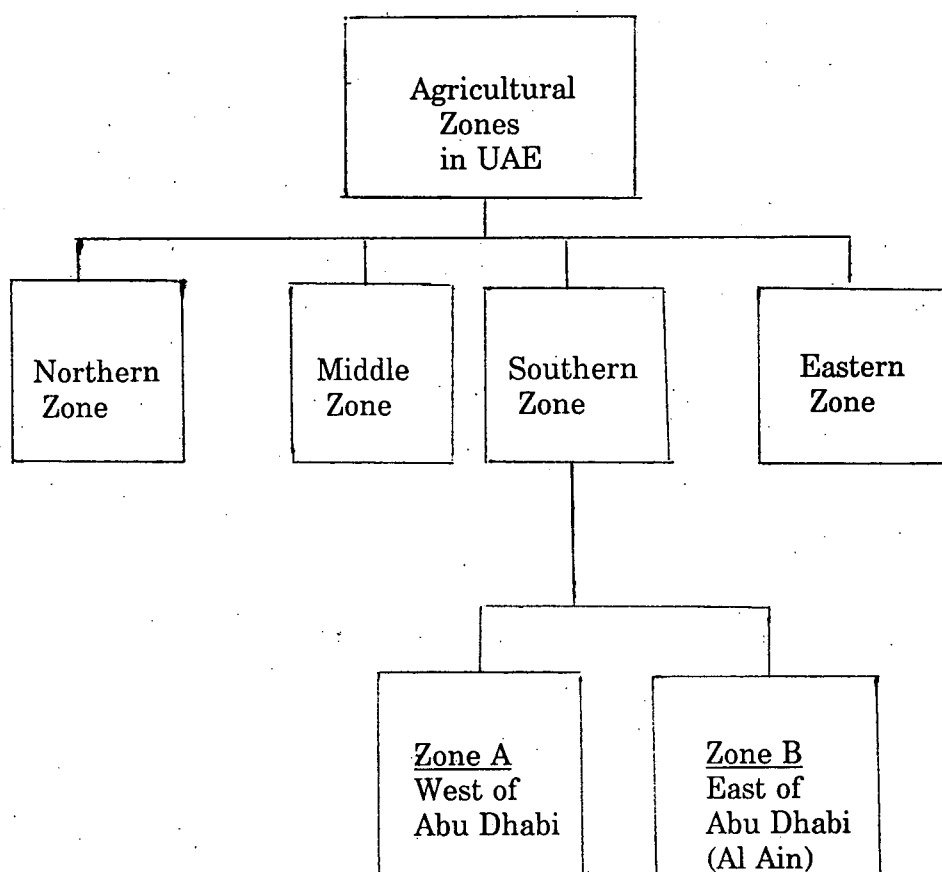 Agricultural
Zones
in UAE
Northern
Zone
Middle
Zone
Southern
Zone
Eastern
Zone
Zone A
West of
Abu Dhabi
Zone B
East of
Abu Dhabi
(Al Ain)